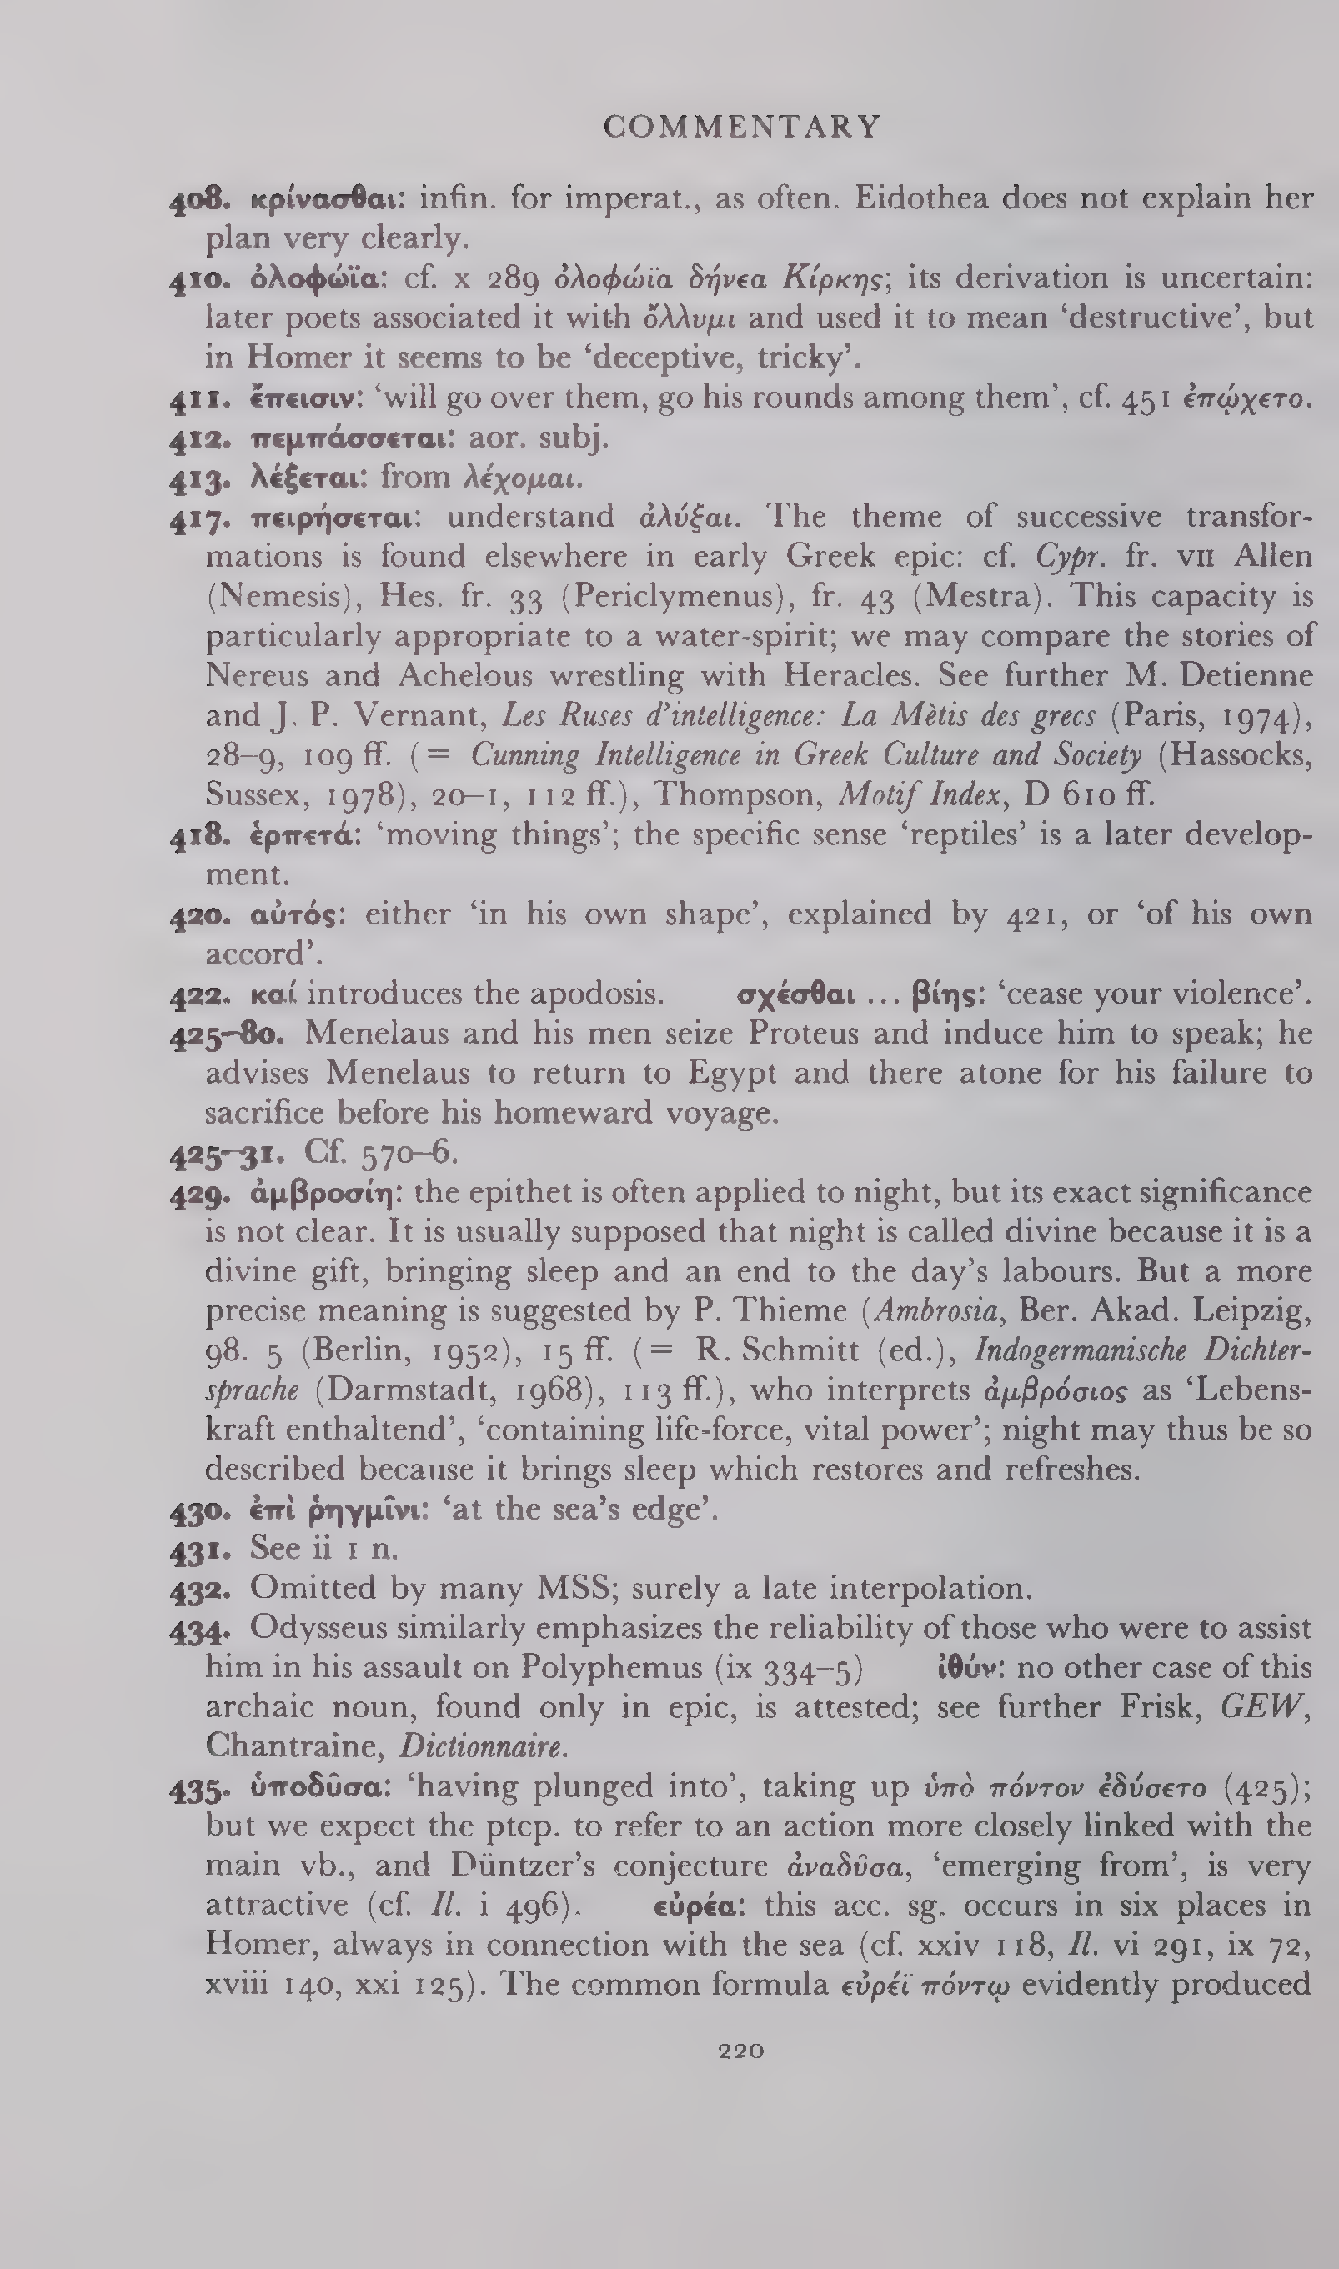 COMMENTARY
408. κρίνασθαι: infin. for imperat., as often. Eidothea does not explain her
plan very clearly.
410. ὀλοφώϊα: cf. x 289 ὀλοφώϊα δήνεα Κίρκης; its derivation is uncertain:
later poets associated it with ὄλλυμι and used it to mean ‘destructive’, but
in Homer it seems to be ‘deceptive, tricky’.
411. ἔπεισιν: ‘will go over them, go his rounds among them’, cf. 451 ἐπῴχετο.
412. πεμπάσσεται: aor. subj.
413. λέξεται: from λέχομαι.
417. πειρήσεται: understand ἀλύξαι. The theme of successive transfor-
mations is found elsewhere in early Greek epic: cf. Cypr. fr. vii Allen
(Nemesis), Hes. fr. 33 (Periclymenus), fr. 43 (Mestra). This capacity is
particularly appropriate to a water-spirit; we may compare the stories of
Nereus and Achelous wrestling with Heracles. See further M. Detienne
and J. P. Vernant, Les Ruses d’intelligence: La Mètis des grecs (Paris, 1974),
28–9, 109 ff. (= Cunning Intelligence in Greek Culture and Society (Hassocks,
Sussex, 1978), 20–1, 112 ff.), Thompson, Motif Index, D 610 ff.
418. ἑρπετά: ‘moving things’; the specific sense ‘reptiles’ is a later develop-
ment.
420. αὐτός: either ‘in his own shape’, explained by 421, or ‘of his own
accord’.
422. καί introduces the apodosis. σχέσθαι ... βίης: ‘cease your violence’.
425–80. Menelaus and his men seize Proteus and induce him to speak; he
advises Menelaus to return to Egypt and there atone for his failure to
sacrifice before his homeward voyage.
425–31. Cf. 570–6.
429. ἀμβροσίη: the epithet is often applied to night, but its exact significance
is not clear. It is usually supposed that night is called divine because it is a
divine gift, bringing sleep and an end to the day’s labours. But a more
precise meaning is suggested by P. Thieme (Ambrosia, Ber. Akad. Leipzig,
98. 5 (Berlin, 1952), 15 ff. (= R. Schmitt (ed.), Indogermanische Dichter-
sprache (Darmstadt, 1968), 113 ff.), who interprets ἀμβρόσιος as ‘Lebens-
kraft enthaltend’, ‘containing life-force, vital power’; night may thus be so
described because it brings sleep which restores and refreshes.
430. ἐπὶ ῥηγμῖνι: ‘at the sea’s edge’.
431. See ii 1 n.
432. Omitted by many MSS; surely a late interpolation.
434. Odysseus similarly emphasizes the reliability of those who were to assist
him in his assault on Polyphemus (ix 334–5) ἰθύν: no other case of this
archaic noun, found only in epic, is attested; see further Frisk, GEW,
Chantraine, Dictionnaire.
435. ὑποδῦσα: ‘having plunged into’, taking up ὑπὸ πόντον ἐδύσετο (425);
but we expect the ptcp. to refer to an action more closely linked with the
main vb., and Düntzer’s conjecture ἀναδῦσα, ‘emerging from’, is very
attractive (cf. Il. i 496). εὐρέα: this acc. sg. occurs in six places in
Homer, always in connection with the sea (cf. xxiv 118, Il. vi 291, ix 72,
xviii 140, xxi 125). The common formula εὐρέϊ πόντῳ evidently produced
220